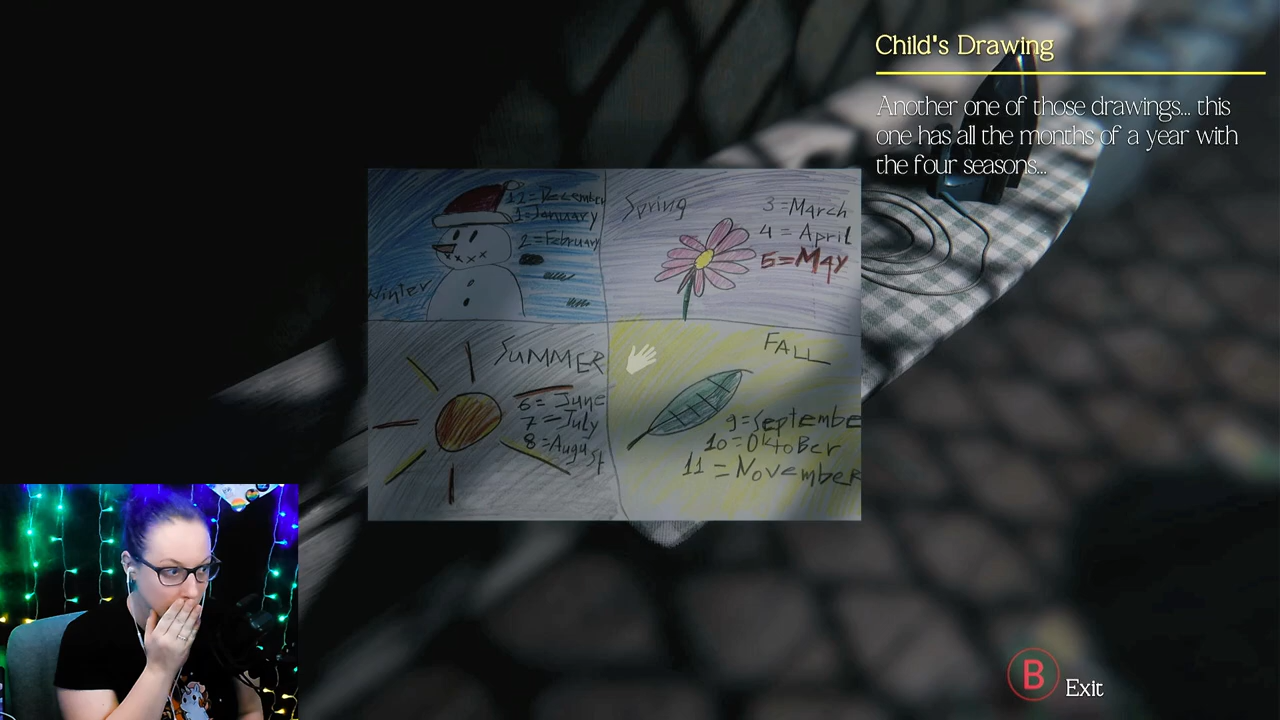 Child's Drawing
Another one of those drawings... this
one has all the months of a year with
the four seasons...
12=December
1=January
2=February
Winter
Spring
3=March
4=April
5=May
SUMMER
6=June
7=July
8=August
FALL
9=September
10=OktoBer
11=November
B Exit